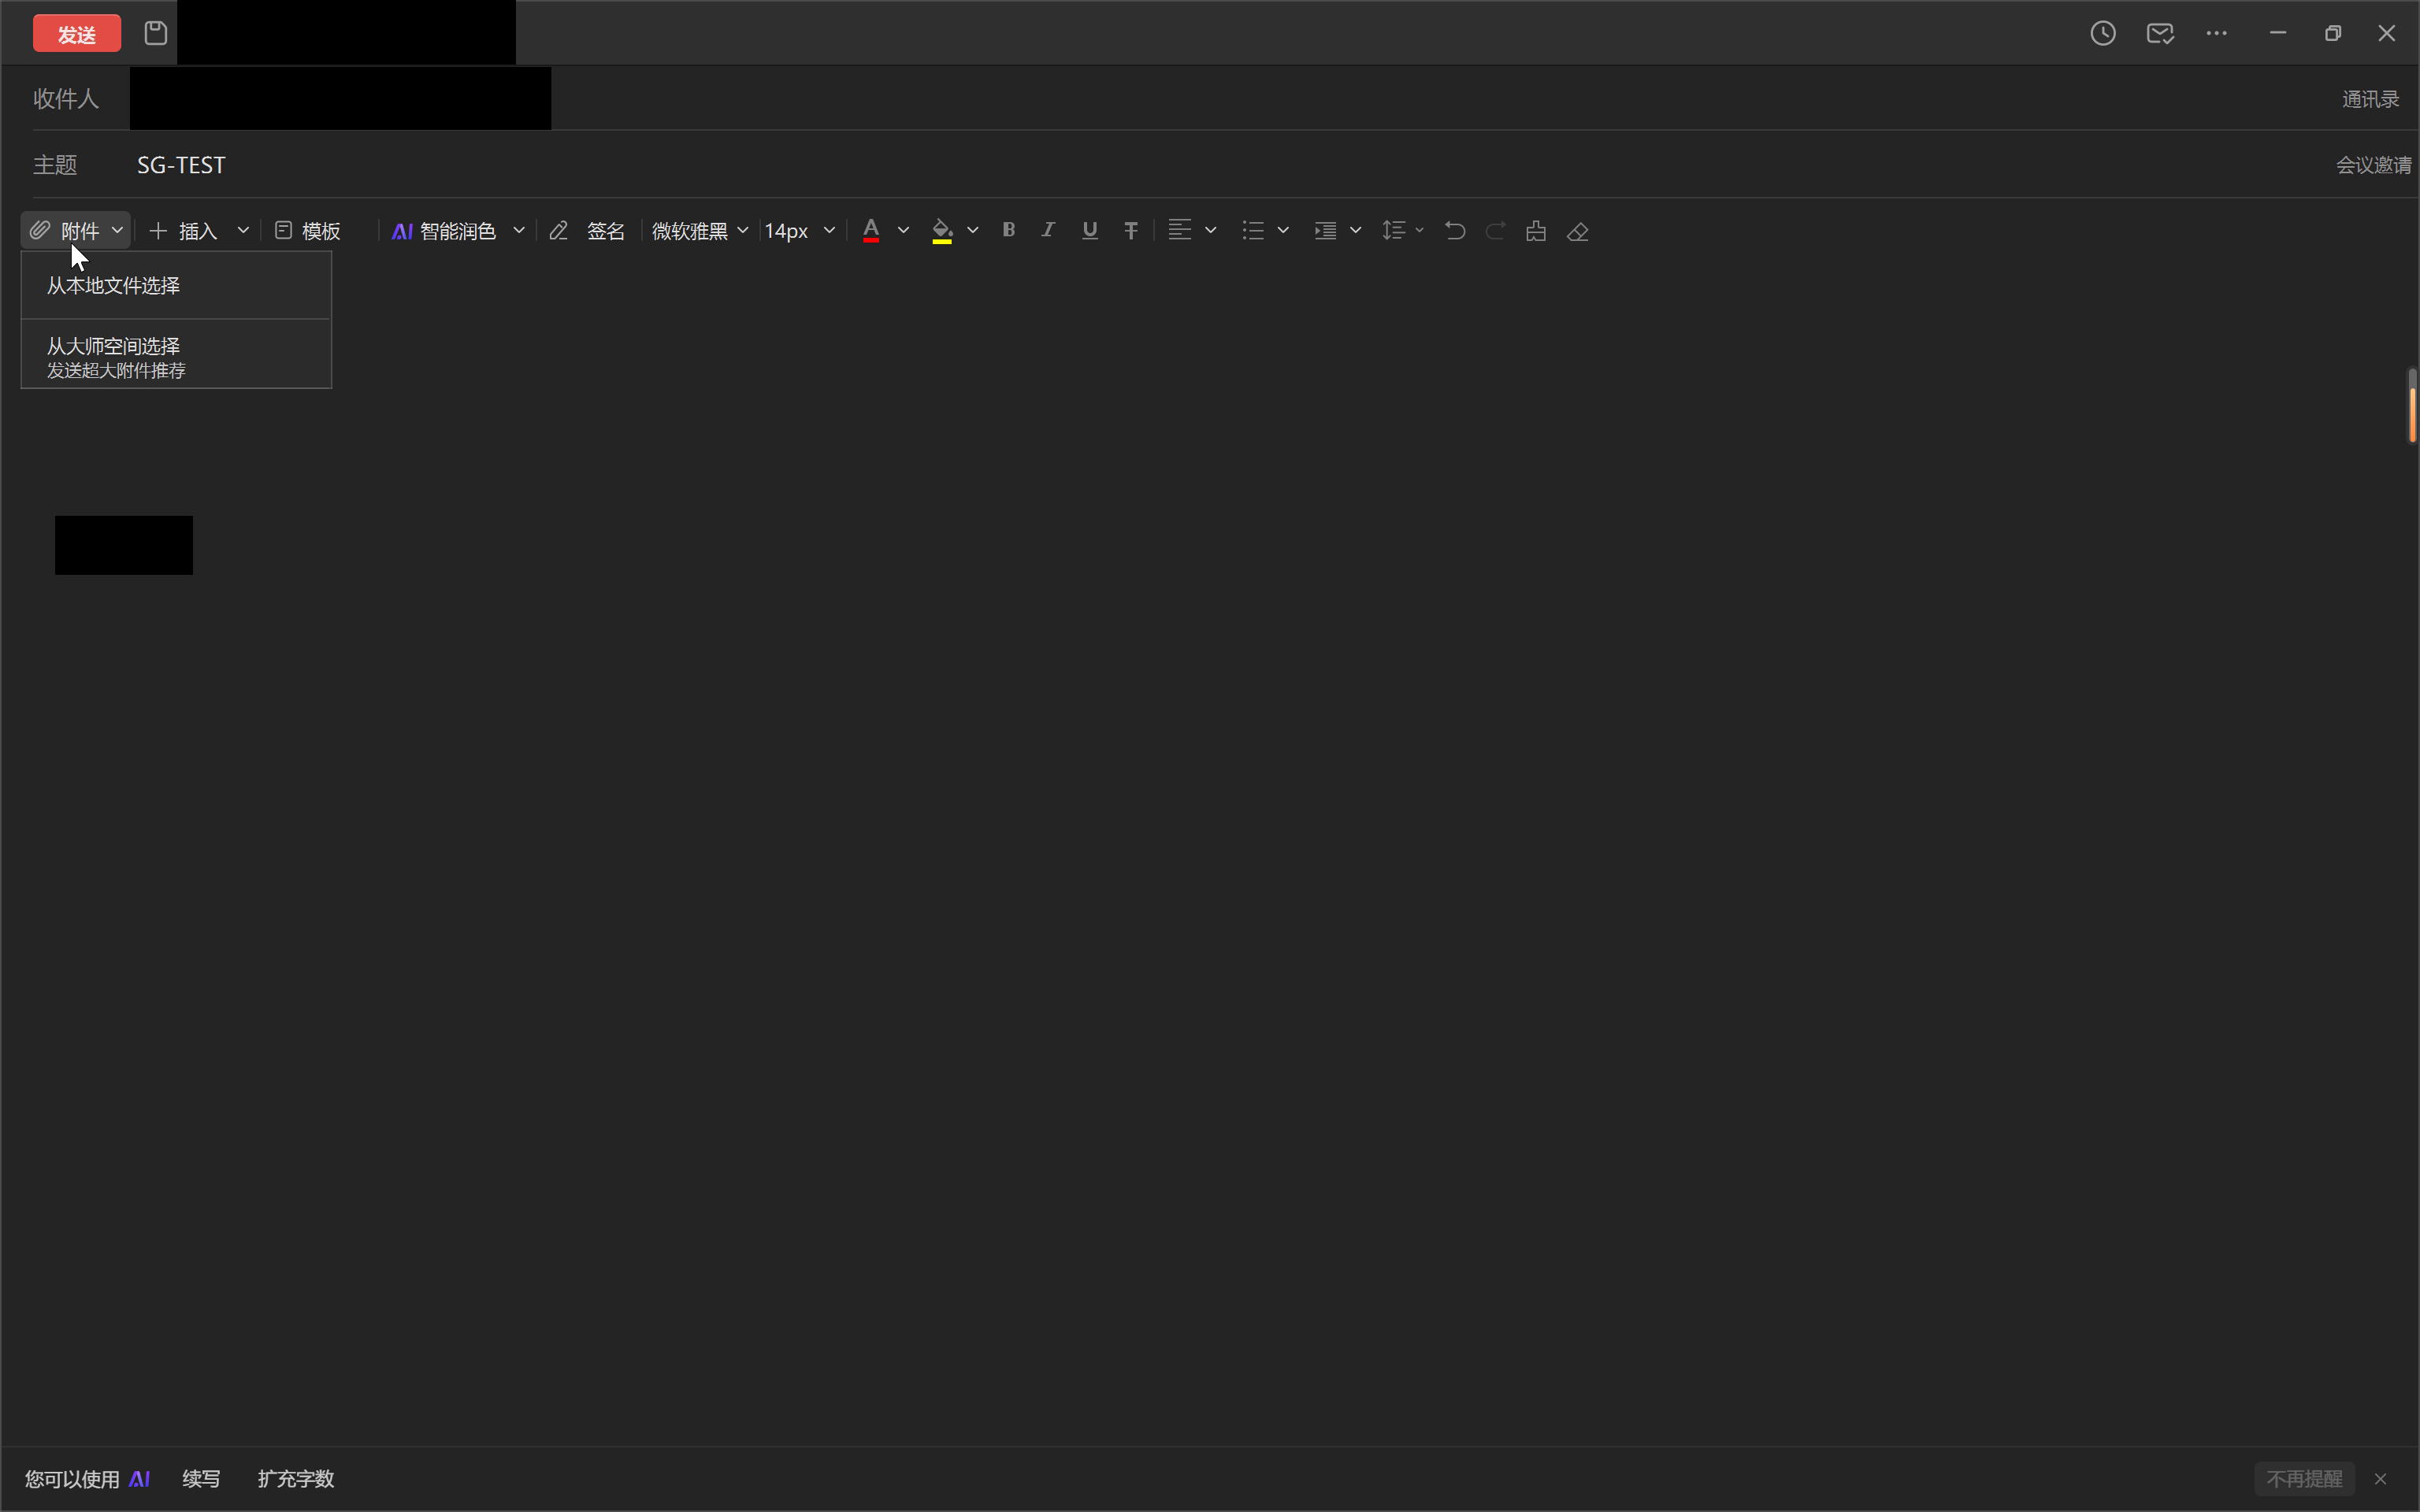 发送
收件人 通讯录
主题 SG-TEST 会议邀请
附件 插入 模板 AI 智能润色 签名 微软雅黑 14px A B I U T
从本地文件选择
从大师空间选择
发送超大附件推荐
您可以使用 AI 续写 扩充字数 不再提醒